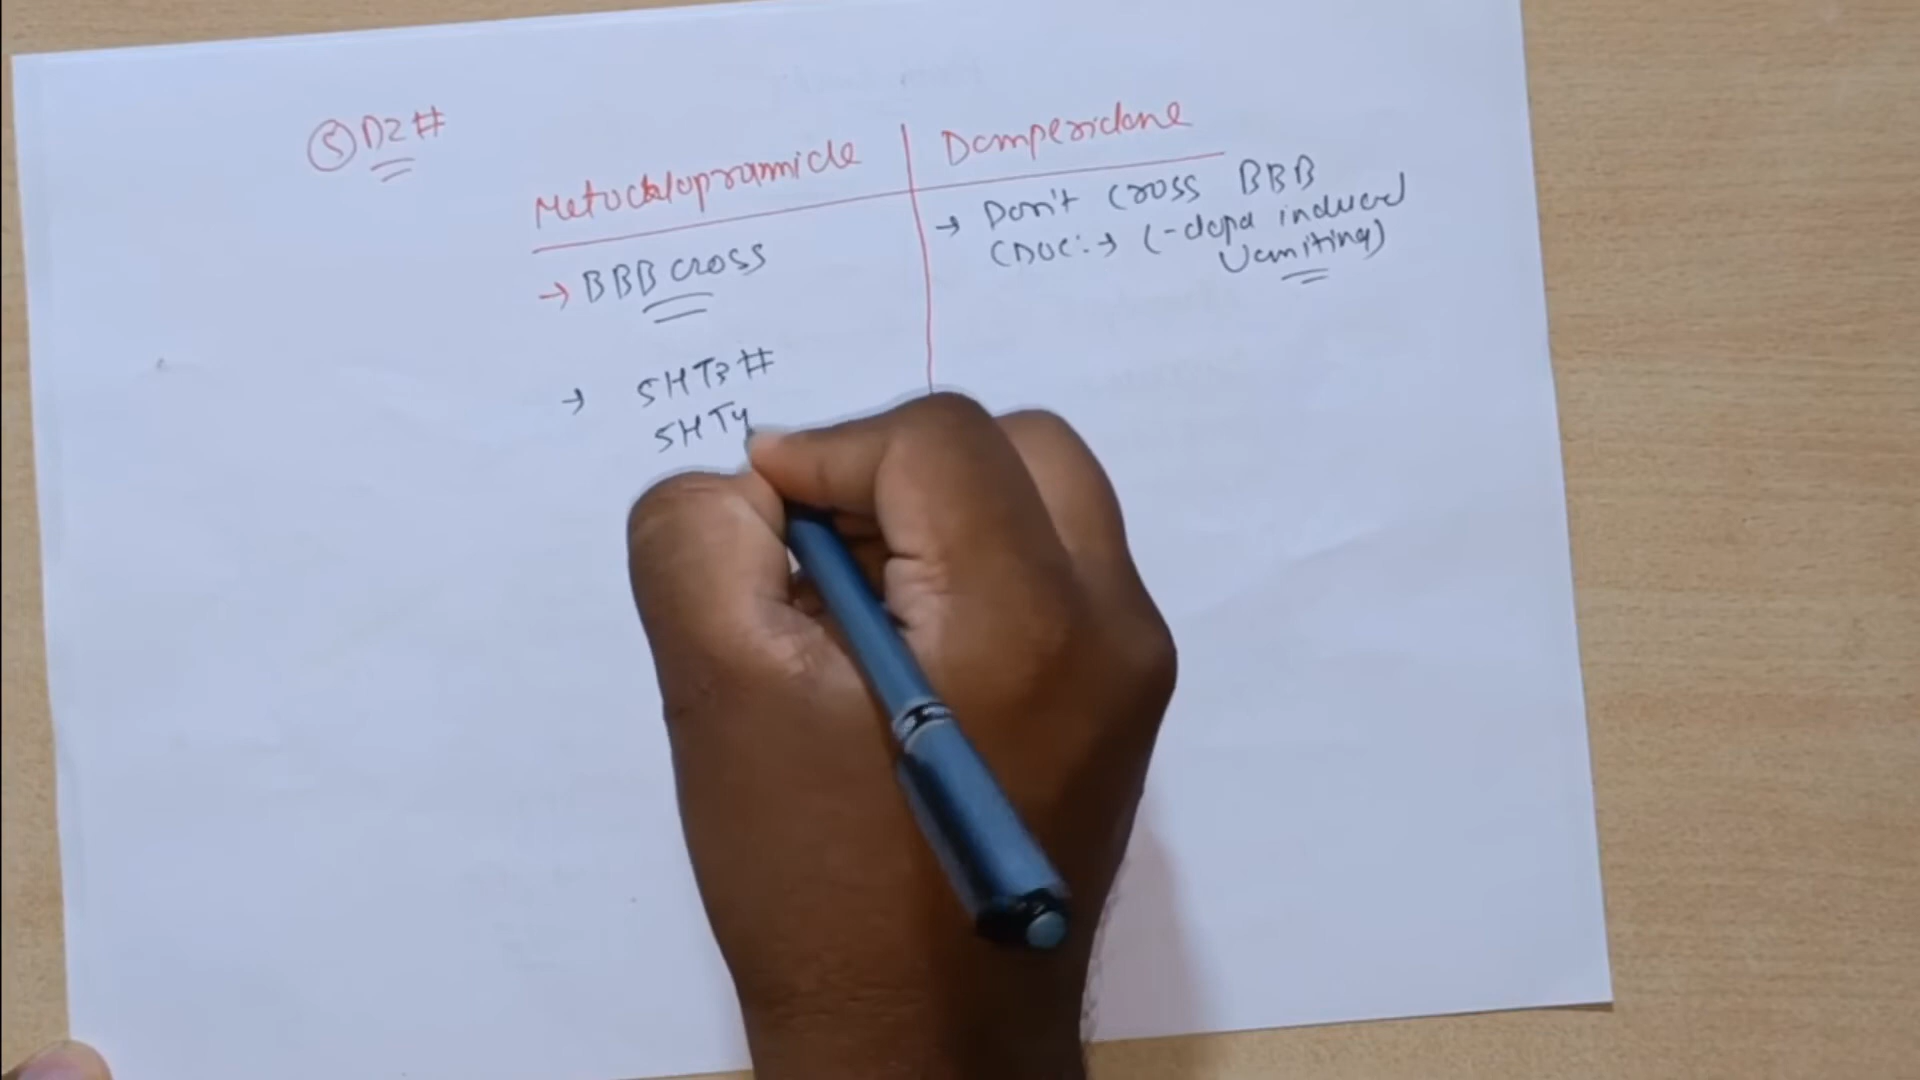 ⑤ D2 #
Metoclopramide
Domperidone
→ BBB cross
→ Don't cross BBB
(DOC:→ L-dopa induced
Vomiting)
→ 5HT3 #
5HT4